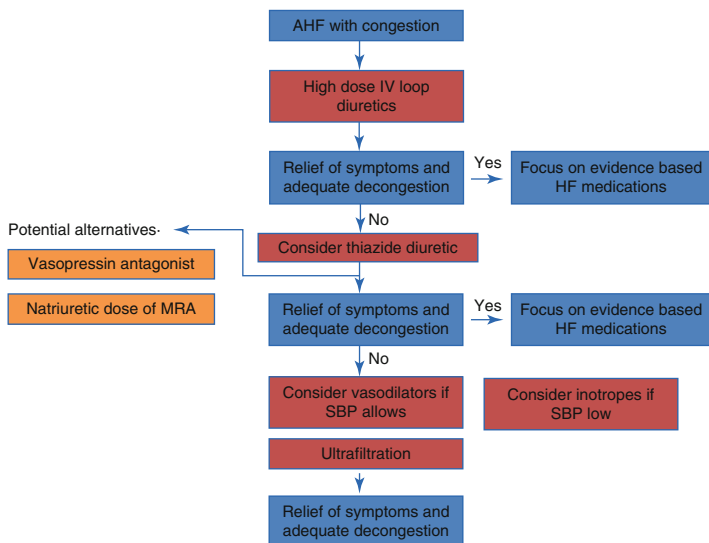 AHF with congestion
High dose IV loop
diuretics
Relief of symptoms and
adequate decongestion
Yes
Focus on evidence based
HF medications
No
Potential alternatives·
Consider thiazide diuretic
Vasopressin antagonist
Natriuretic dose of MRA
Relief of symptoms and
adequate decongestion
Yes
Focus on evidence based
HF medications
No
Consider vasodilators if
SBP allows
Consider inotropes if
SBP low
Ultrafiltration
Relief of symptoms and
adequate decongestion